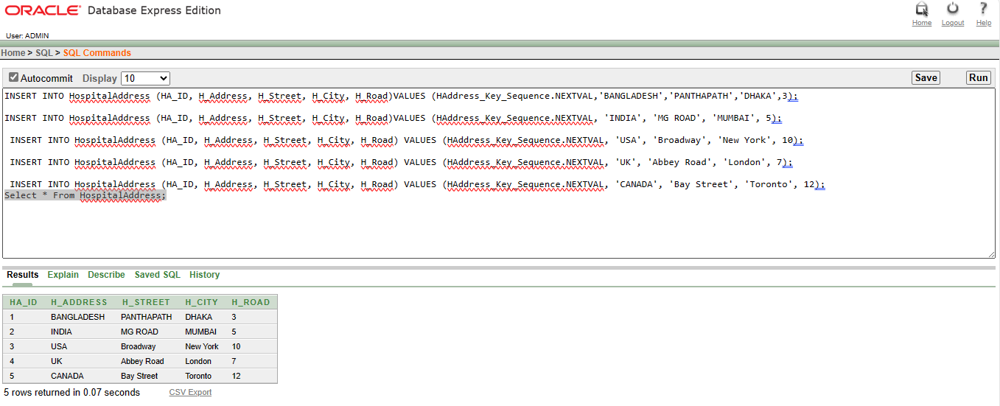 ORACLE Database Express Edition
Home Logout Help
User: ADMIN
Home > SQL > SQL Commands
Autocommit Display 10 Save Run
INSERT INTO HospitalAddress (HA_ID, H_Address, H_Street, H_City, H_Road)VALUES (HAddress_Key_Sequence.NEXTVAL,'BANGLADESH','PANTHAPATH','DHAKA',3);
INSERT INTO HospitalAddress (HA_ID, H_Address, H_Street, H_City, H_Road)VALUES (HAddress_Key_Sequence.NEXTVAL, 'INDIA', 'MG ROAD', 'MUMBAI', 5);
INSERT INTO HospitalAddress (HA_ID, H_Address, H_Street, H_City, H_Road) VALUES (HAddress_Key_Sequence.NEXTVAL, 'USA', 'Broadway', 'New York', 10);
INSERT INTO HospitalAddress (HA_ID, H_Address, H_Street, H_City, H_Road) VALUES (HAddress_Key_Sequence.NEXTVAL, 'UK', 'Abbey Road', 'London', 7);
INSERT INTO HospitalAddress (HA_ID, H_Address, H_Street, H_City, H_Road) VALUES (HAddress_Key_Sequence.NEXTVAL, 'CANADA', 'Bay Street', 'Toronto', 12);
Select * From HospitalAddress;
Results Explain Describe Saved SQL History
HA_ID H_ADDRESS H_STREET H_CITY H_ROAD
1 BANGLADESH PANTHAPATH DHAKA 3
2 INDIA MG ROAD MUMBAI 5
3 USA Broadway New York 10
4 UK Abbey Road London 7
5 CANADA Bay Street Toronto 12
5 rows returned in 0.07 seconds CSV Export